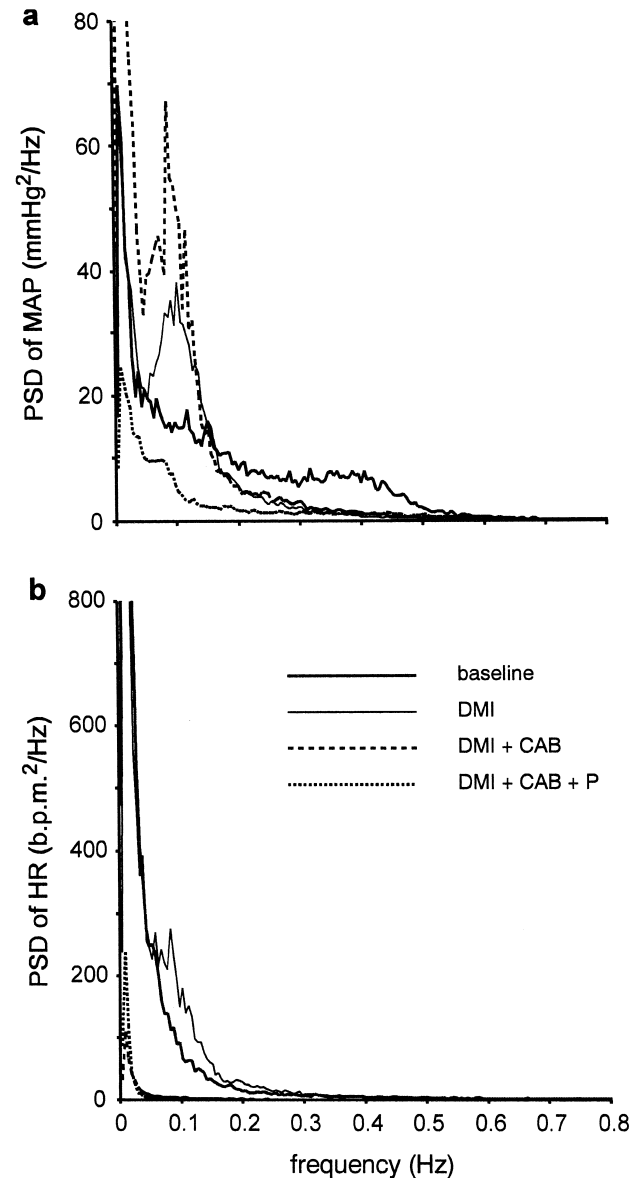 a
80
60
40
20
0
PSD of MAP (mmHg²/Hz)
b
800
600
400
200
0
PSD of HR (b.p.m.²/Hz)
baseline
DMI
DMI + CAB
DMI + CAB + P
0 0.1 0.2 0.3 0.4 0.5 0.6 0.7 0.8
frequency (Hz)